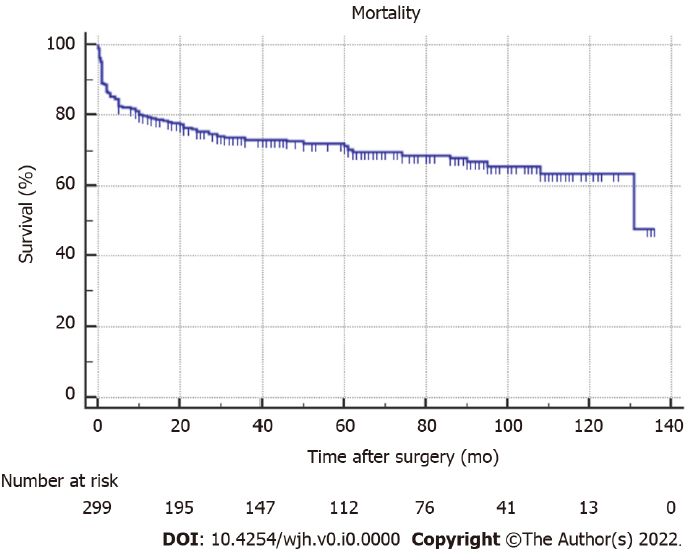 Mortality
100
80
60
40
20
0
Survival (%)
0 20 40 60 80 100 120 140
Time after surgery (mo)
Number at risk
299 195 147 112 76 41 13 0
DOI: 10.4254/wjh.v0.i0.0000 Copyright ©The Author(s) 2022.